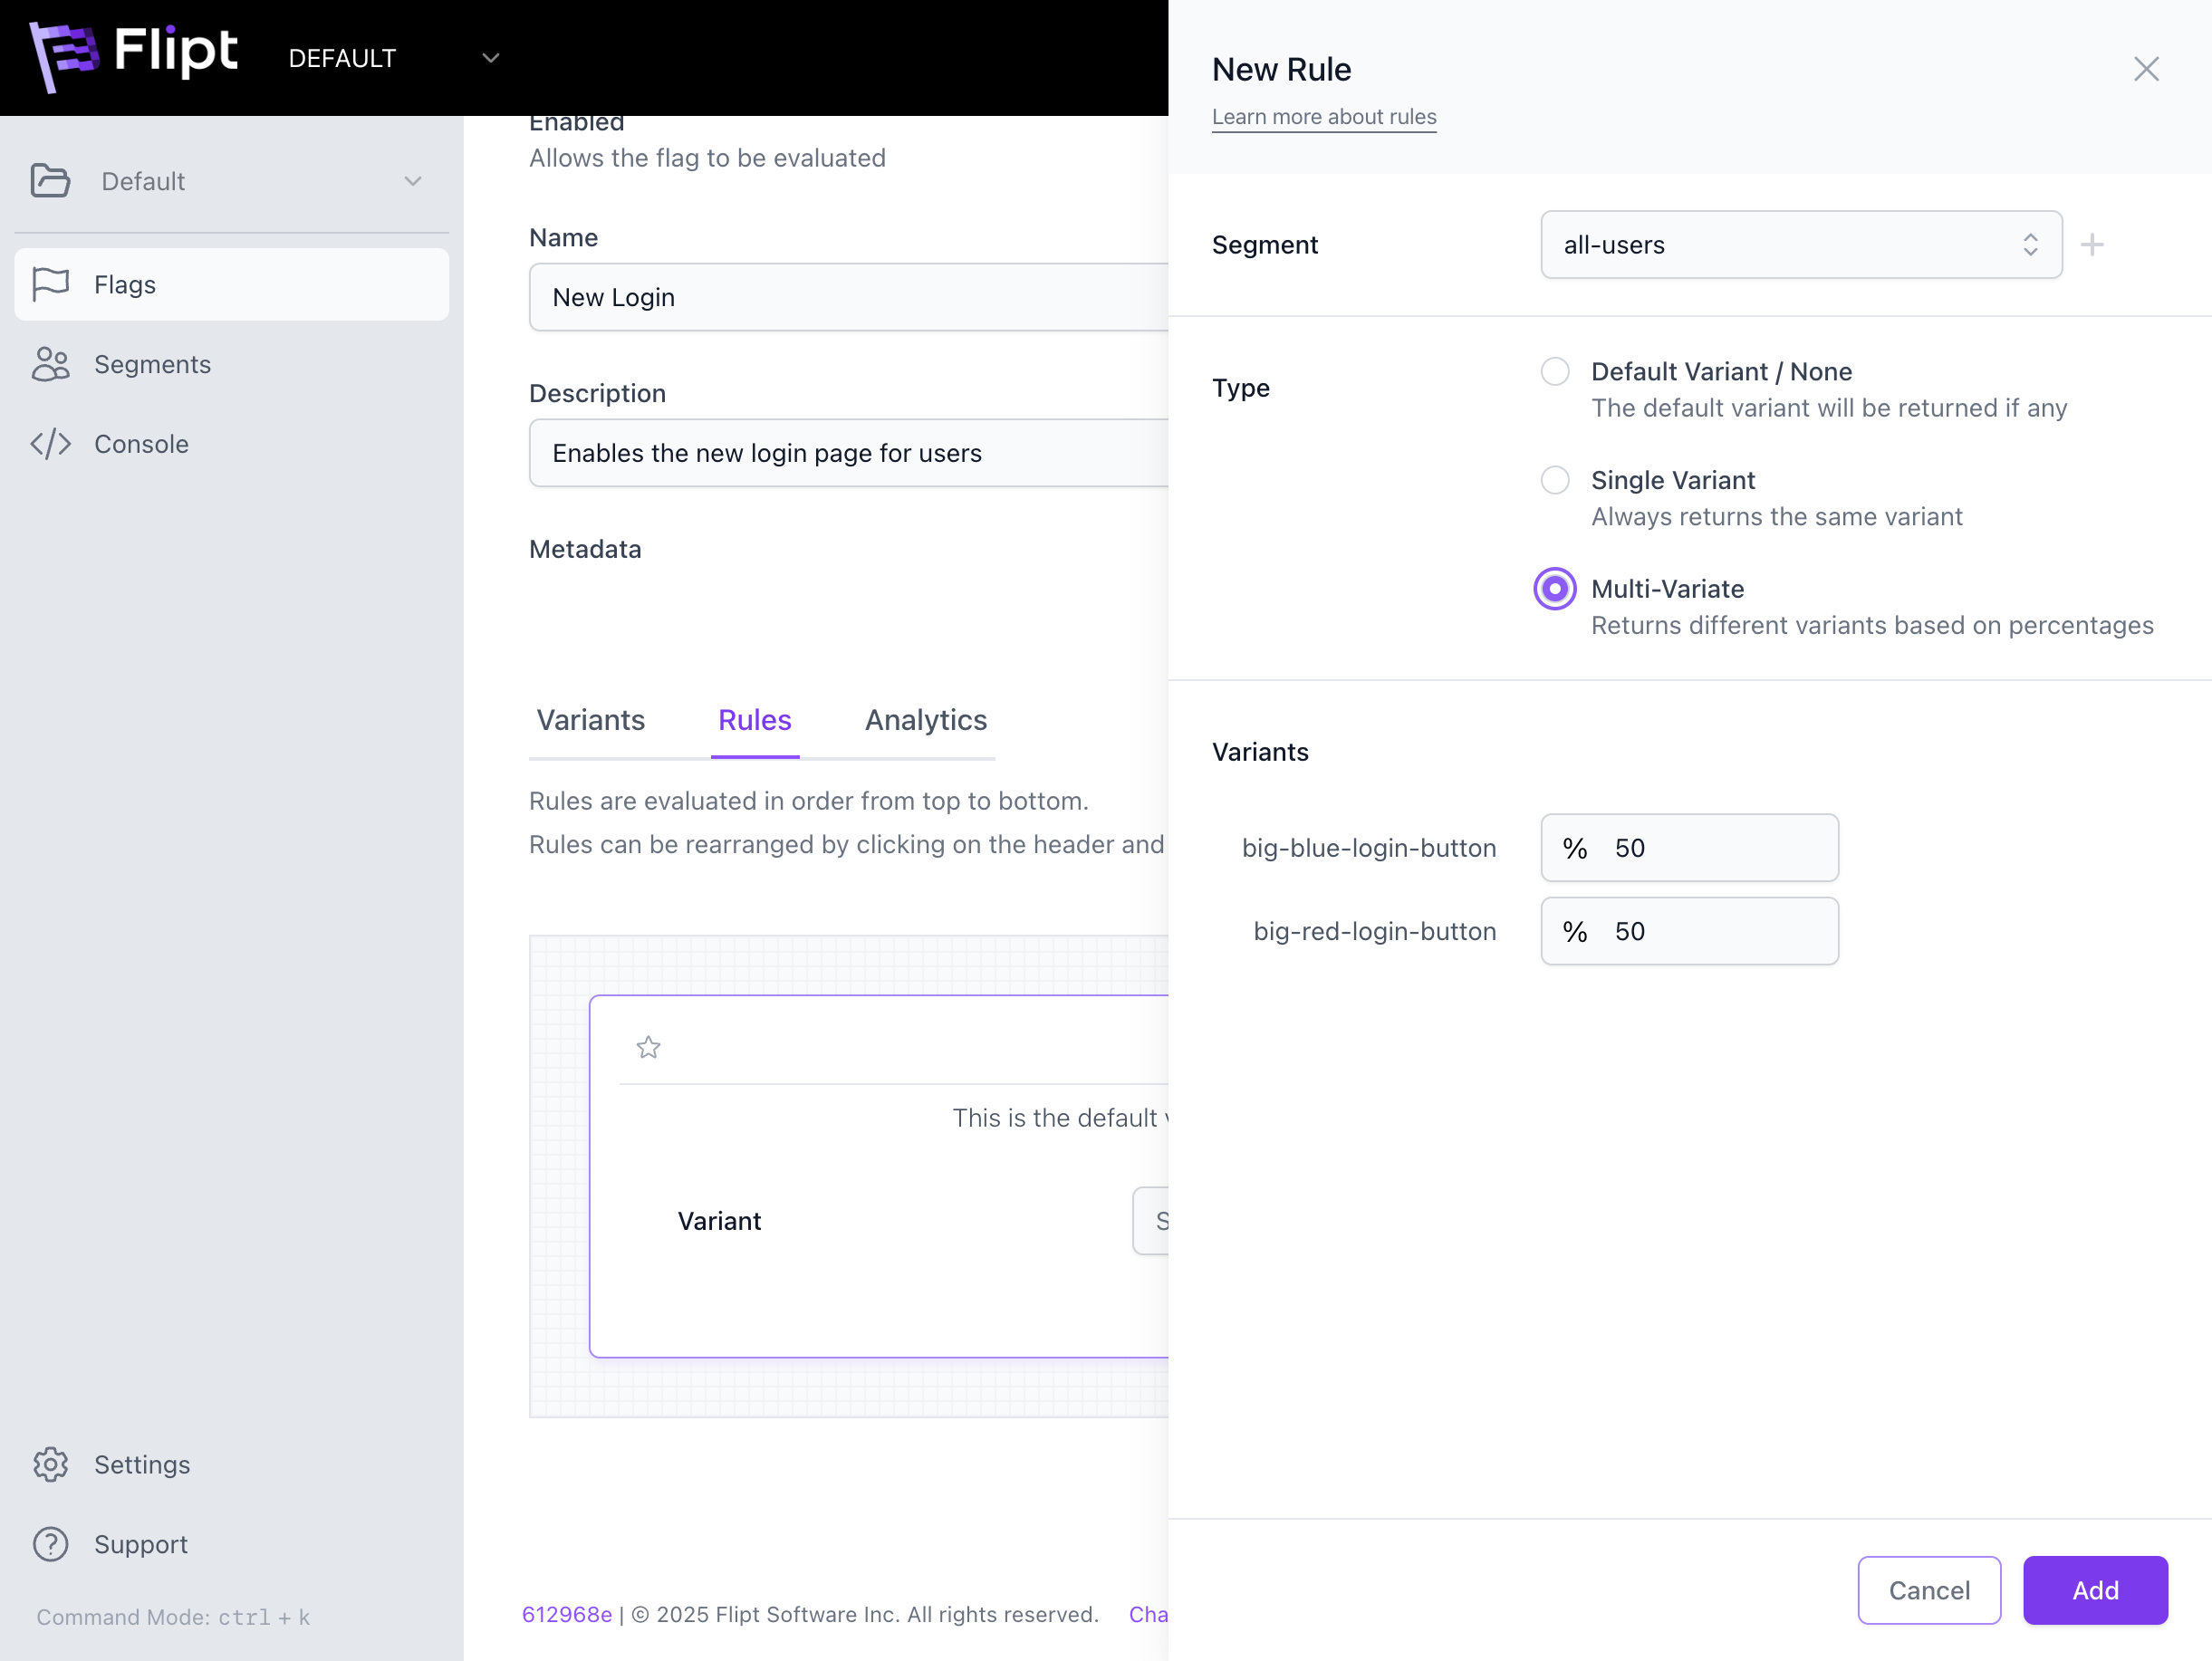 Flipt
DEFAULT
Default
Flags
Segments
Console
Settings
Support
Command Mode: ctrl + k
Enabled
Allows the flag to be evaluated
Name
New Login
Description
Enables the new login page for users
Metadata
Variants
Rules
Analytics
Rules are evaluated in order from top to bottom.
Rules can be rearranged by clicking on the header and
This is the default
Variant
S
612968e | © 2025 Flipt Software Inc. All rights reserved.
Cha
New Rule
Learn more about rules
Segment
all-users
Type
Default Variant / None
The default variant will be returned if any
Single Variant
Always returns the same variant
Multi-Variate
Returns different variants based on percentages
Variants
big-blue-login-button
% 50
big-red-login-button
% 50
Cancel
Add